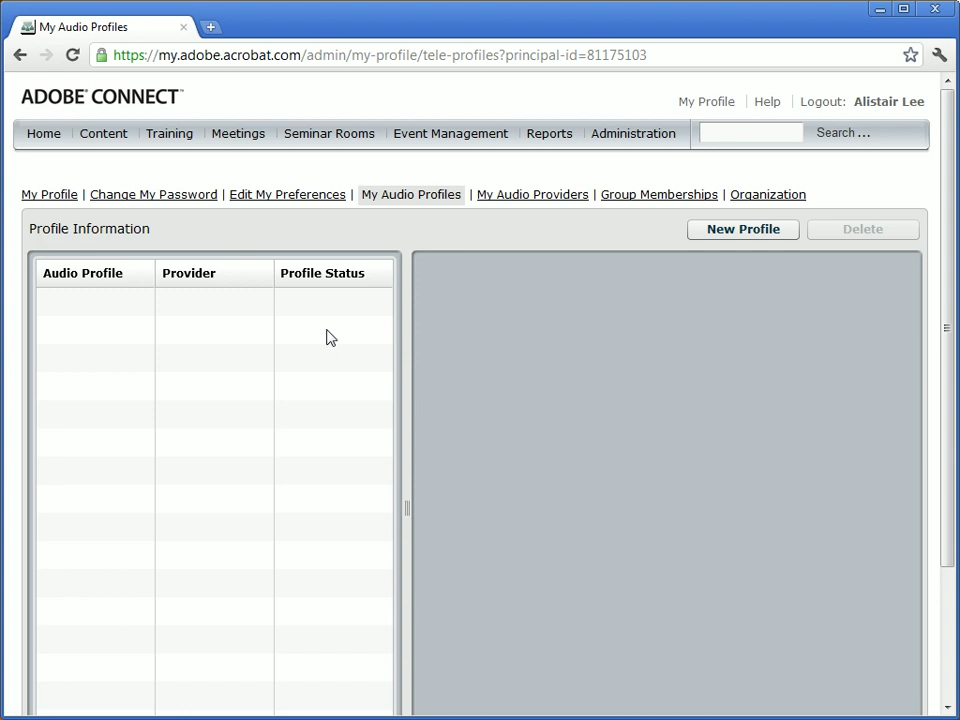 My Audio Profiles
https://my.adobe.acrobat.com/admin/my-profile/tele-profiles?principal-id=81175103
ADOBE® CONNECT™
My Profile | Help | Logout: Alistair Lee
Home Content Training Meetings Seminar Rooms Event Management Reports Administration Search ...
My Profile | Change My Password | Edit My Preferences | My Audio Profiles | My Audio Providers | Group Memberships | Organization
Profile Information New Profile Delete
Audio Profile Provider Profile Status